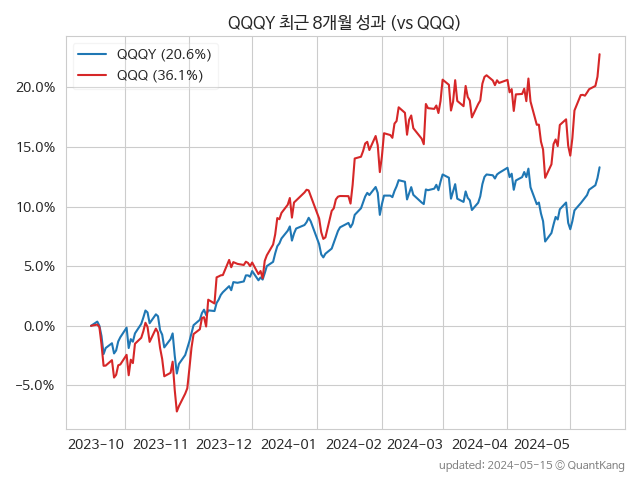 QQQY 최근 8개월 성과 (vs QQQ)
QQQY (20.6%)
QQQ (36.1%)
20.0%
15.0%
10.0%
5.0%
0.0%
−5.0%
2023−10 2023−11 2023−12 2024−01 2024−02 2024−03 2024−04 2024−05
updated: 2024-05-15 © QuantKang